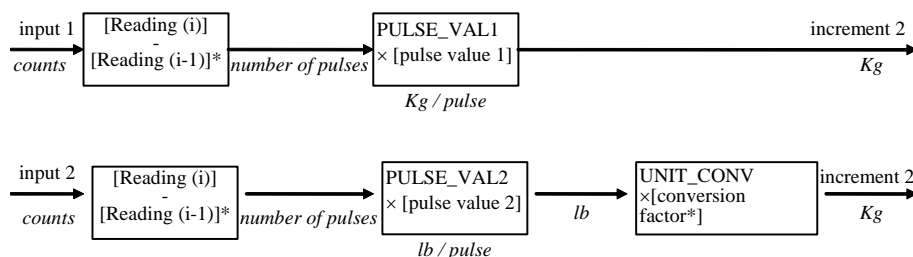 input 1
counts
[Reading (i)]
-
[Reading (i-1)]*
number of pulses
PULSE_VAL1
× [pulse value 1]
Kg / pulse
increment 2
Kg
input 2
counts
[Reading (i)]
-
[Reading (i-1)]*
number of pulses
PULSE_VAL2
× [pulse value 2]
lb / pulse
lb
UNIT_CONV
×[conversion
factor*]
increment 2
Kg